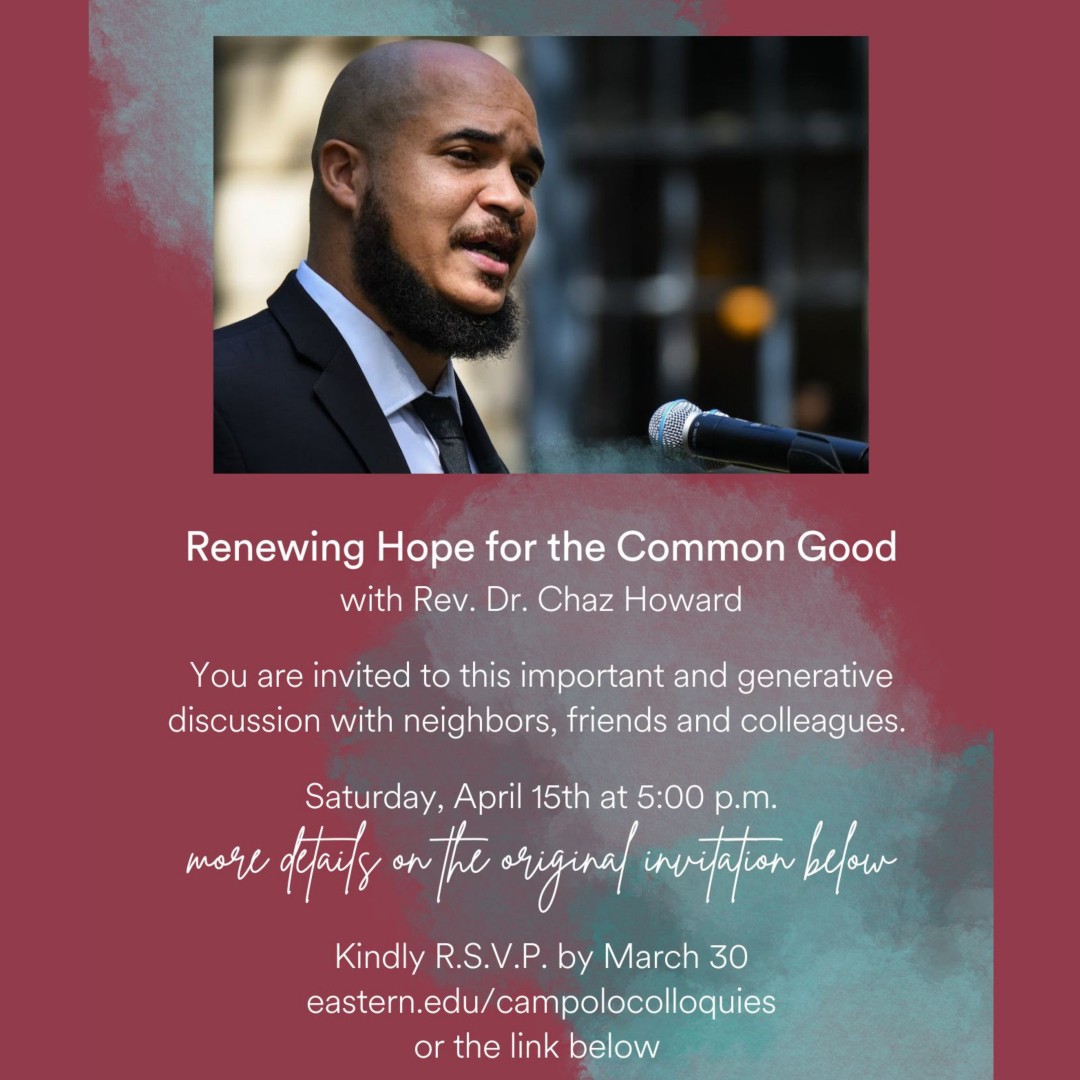 Renewing Hope for the Common Good
with Rev. Dr. Chaz Howard
You are invited to this important and generative
discussion with neighbors, friends and colleagues.
Saturday, April 15th at 5:00 p.m.
more details on the original invitation below
Kindly R.S.V.P. by March 30
eastern.edu/campolocolloquies
or the link below